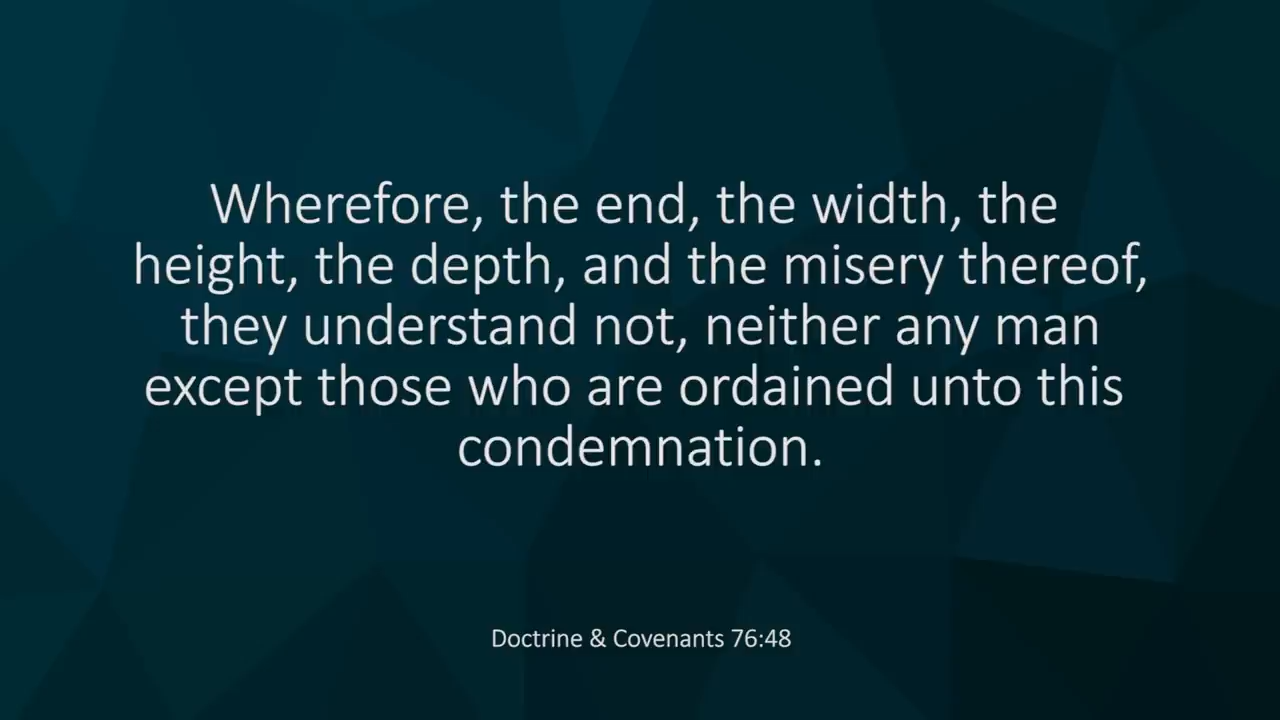 Wherefore, the end, the width, the
height, the depth, and the misery thereof,
they understand not, neither any man
except those who are ordained unto this
condemnation.
Doctrine & Covenants 76:48